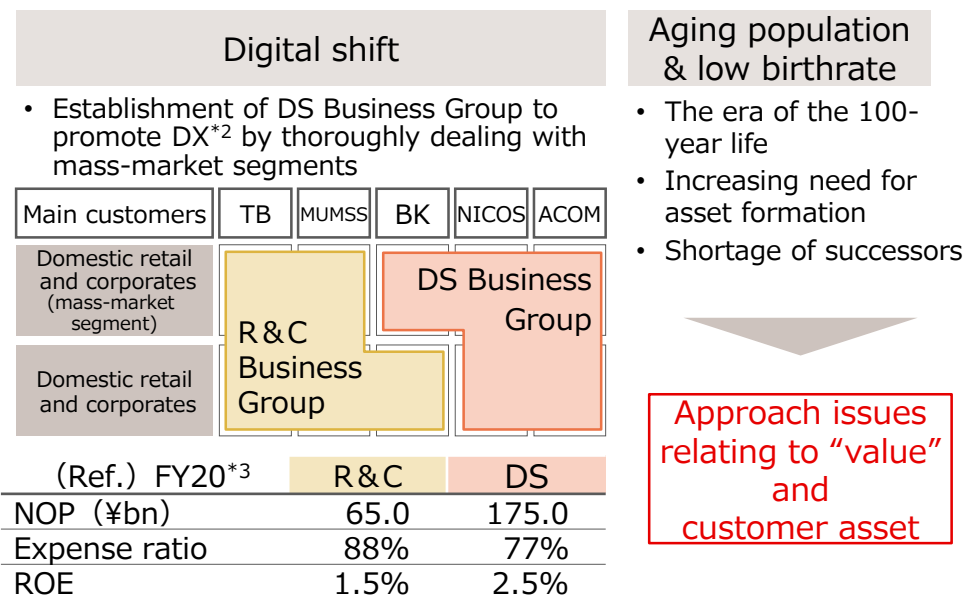 Digital shift
• Establishment of DS Business Group to
promote DX*2 by thoroughly dealing with
mass-market segments
Main customers TB MUMSS BK NICOS ACOM
Domestic retail
and corporates
(mass-market
segment)
DS Business
Group
R&C
Business
Group
Domestic retail
and corporates
（Ref.）FY20*3 R&C DS
NOP（¥bn） 65.0 175.0
Expense ratio 88% 77%
ROE 1.5% 2.5%
Aging population
& low birthrate
• The era of the 100-
year life
• Increasing need for
asset formation
• Shortage of successors
Approach issues
relating to “value”
and
customer asset